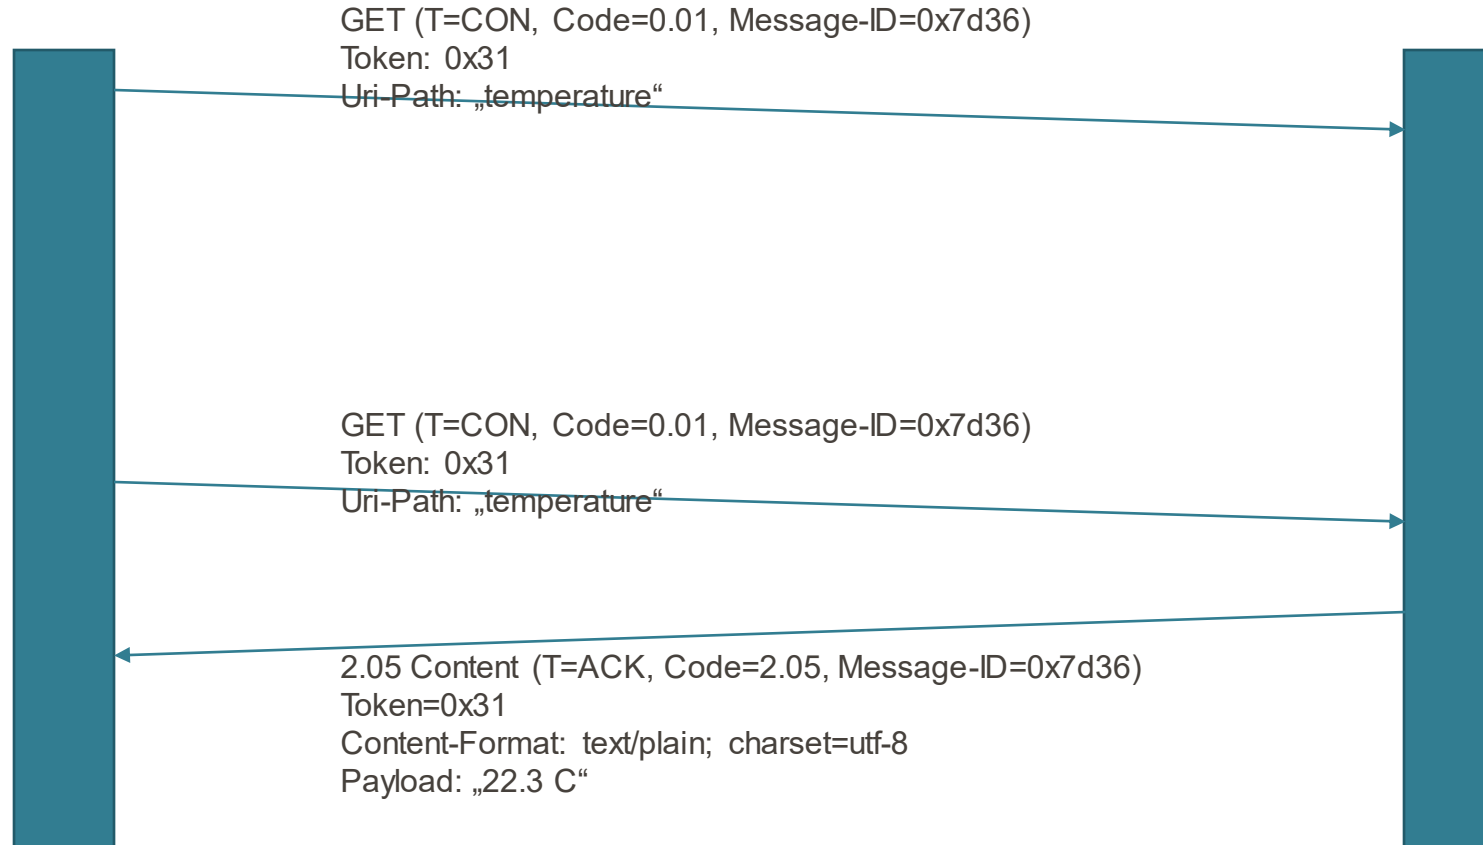 GET (T=CON, Code=0.01, Message-ID=0x7d36)
Token: 0x31
Uri-Path: „temperature“
GET (T=CON, Code=0.01, Message-ID=0x7d36)
Token: 0x31
Uri-Path: „temperature“
2.05 Content (T=ACK, Code=2.05, Message-ID=0x7d36)
Token=0x31
Content-Format: text/plain; charset=utf-8
Payload: „22.3 C“